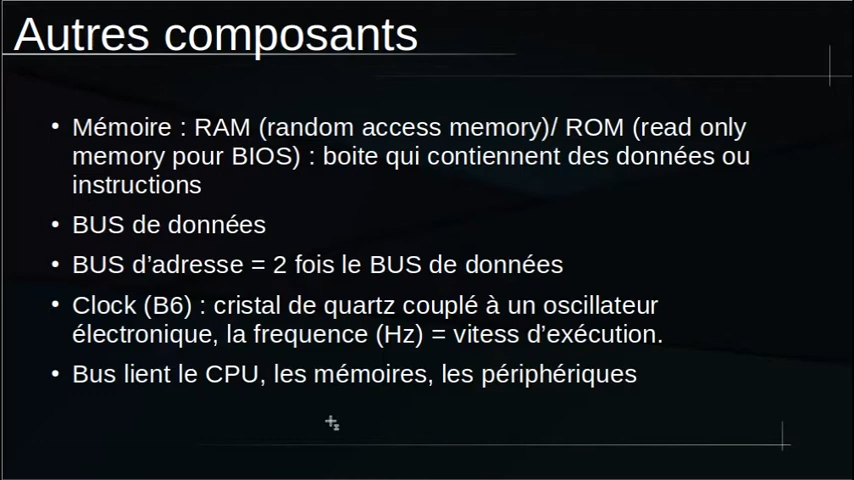 Autres composants
• Mémoire : RAM (random access memory)/ ROM (read only
memory pour BIOS) : boite qui contiennent des données ou
instructions
• BUS de données
• BUS d’adresse = 2 fois le BUS de données
• Clock (B6) : cristal de quartz couplé à un oscillateur
électronique, la frequence (Hz) = vitess d’exécution.
• Bus lient le CPU, les mémoires, les périphériques